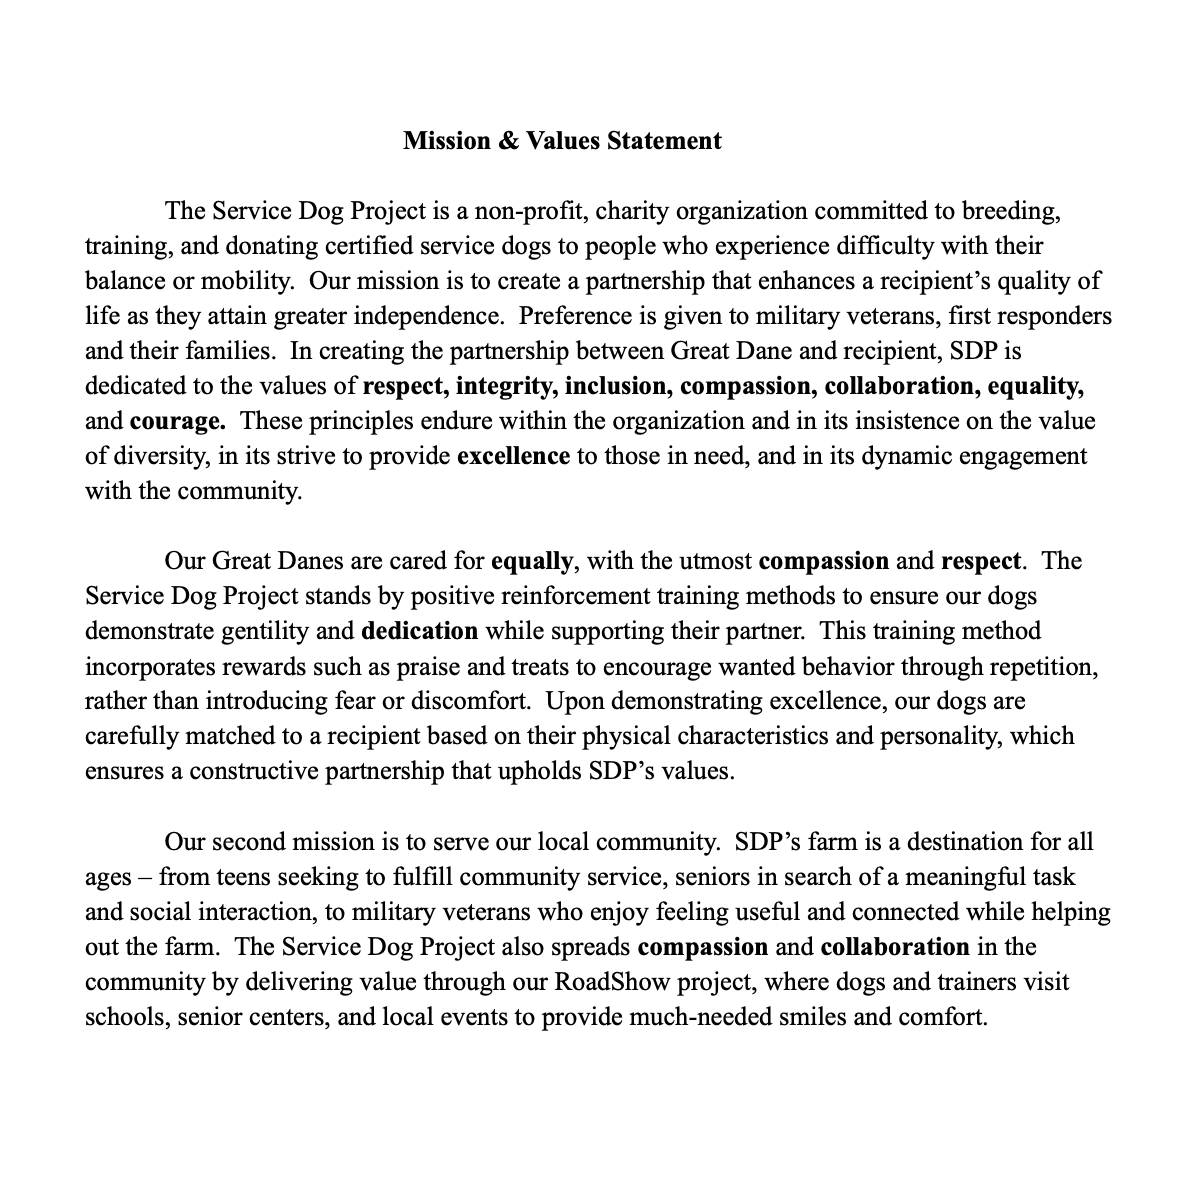 Mission & Values Statement
The Service Dog Project is a non-profit, charity organization committed to breeding,
training, and donating certified service dogs to people who experience difficulty with their
balance or mobility.  Our mission is to create a partnership that enhances a recipient’s quality of
life as they attain greater independence.  Preference is given to military veterans, first responders
and their families.  In creating the partnership between Great Dane and recipient, SDP is
dedicated to the values of respect, integrity, inclusion, compassion, collaboration, equality,
and courage.  These principles endure within the organization and in its insistence on the value
of diversity, in its strive to provide excellence to those in need, and in its dynamic engagement
with the community.
Our Great Danes are cared for equally, with the utmost compassion and respect.  The
Service Dog Project stands by positive reinforcement training methods to ensure our dogs
demonstrate gentility and dedication while supporting their partner.  This training method
incorporates rewards such as praise and treats to encourage wanted behavior through repetition,
rather than introducing fear or discomfort.  Upon demonstrating excellence, our dogs are
carefully matched to a recipient based on their physical characteristics and personality, which
ensures a constructive partnership that upholds SDP’s values.
Our second mission is to serve our local community.  SDP’s farm is a destination for all
ages – from teens seeking to fulfill community service, seniors in search of a meaningful task
and social interaction, to military veterans who enjoy feeling useful and connected while helping
out the farm.  The Service Dog Project also spreads compassion and collaboration in the
community by delivering value through our RoadShow project, where dogs and trainers visit
schools, senior centers, and local events to provide much-needed smiles and comfort.